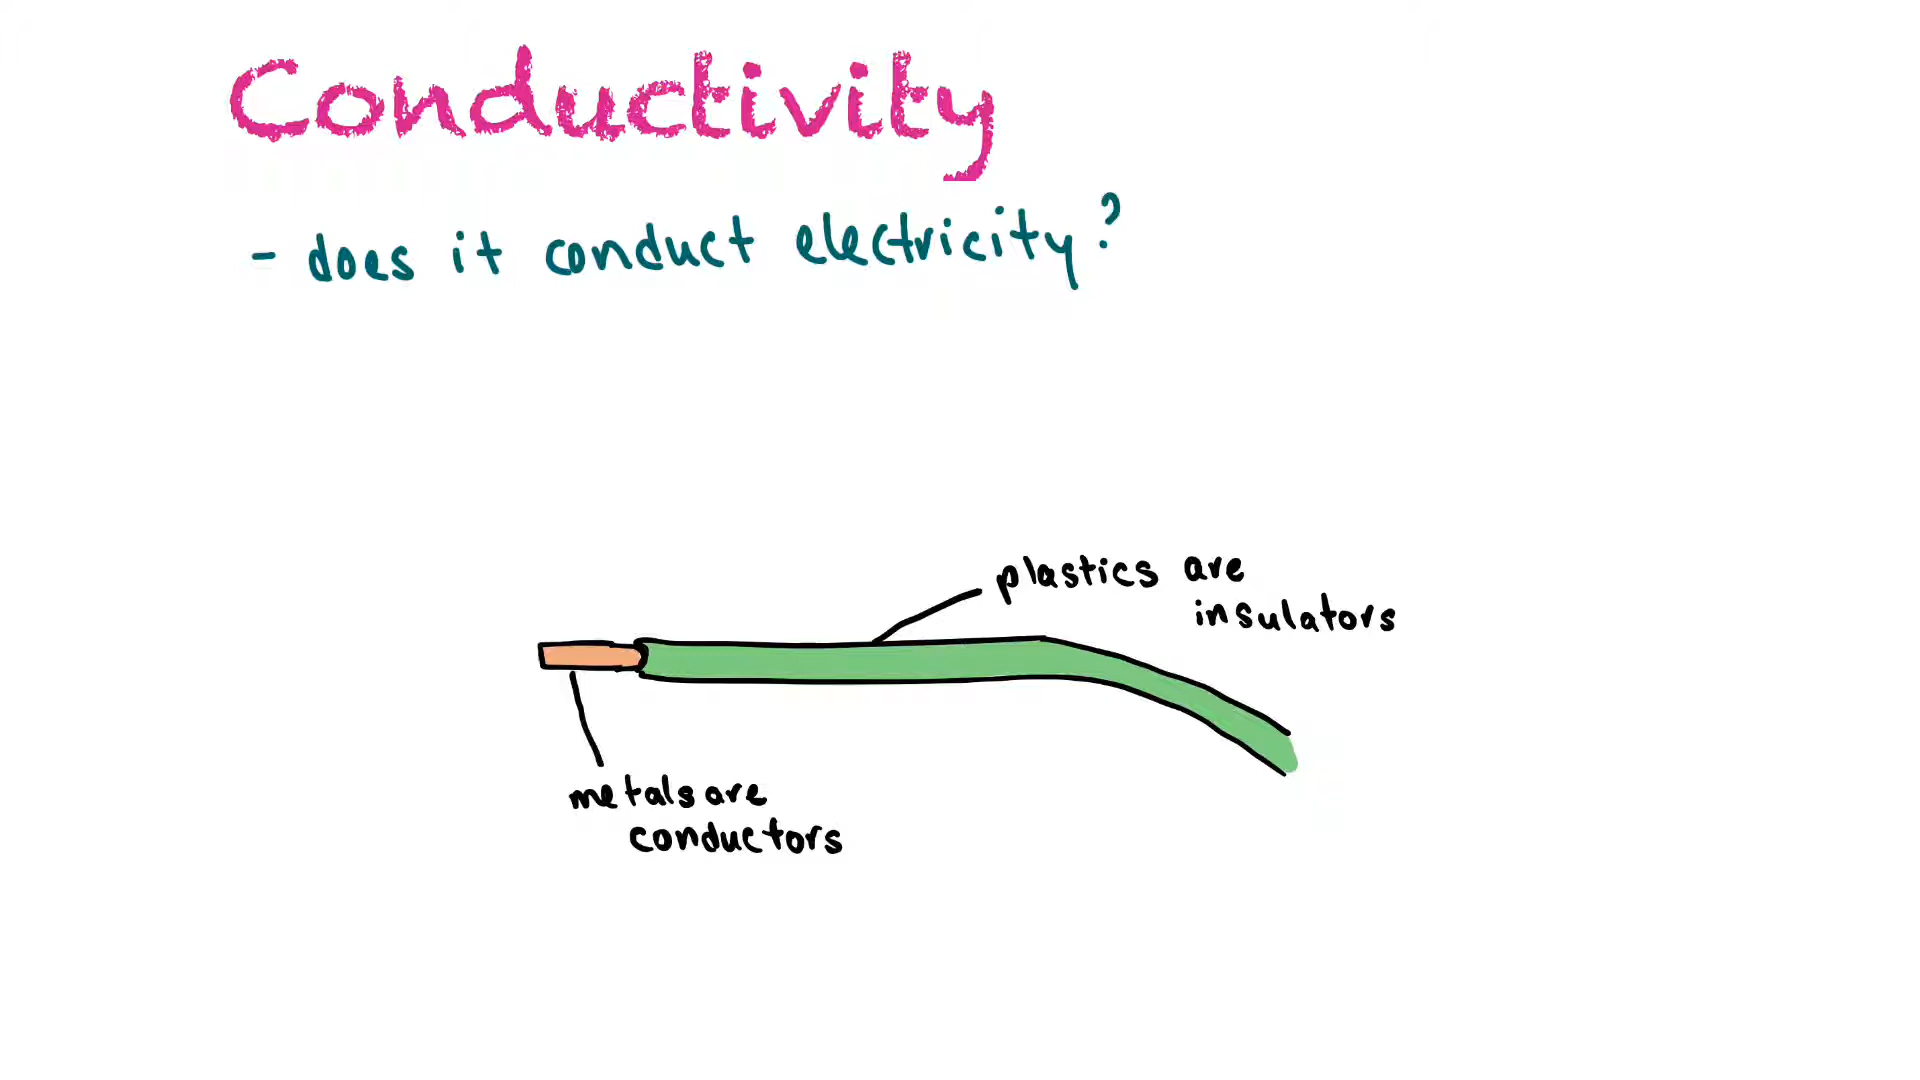 Conductivity
- does it conduct electricity?
plastics are
insulators
metals are
conductors